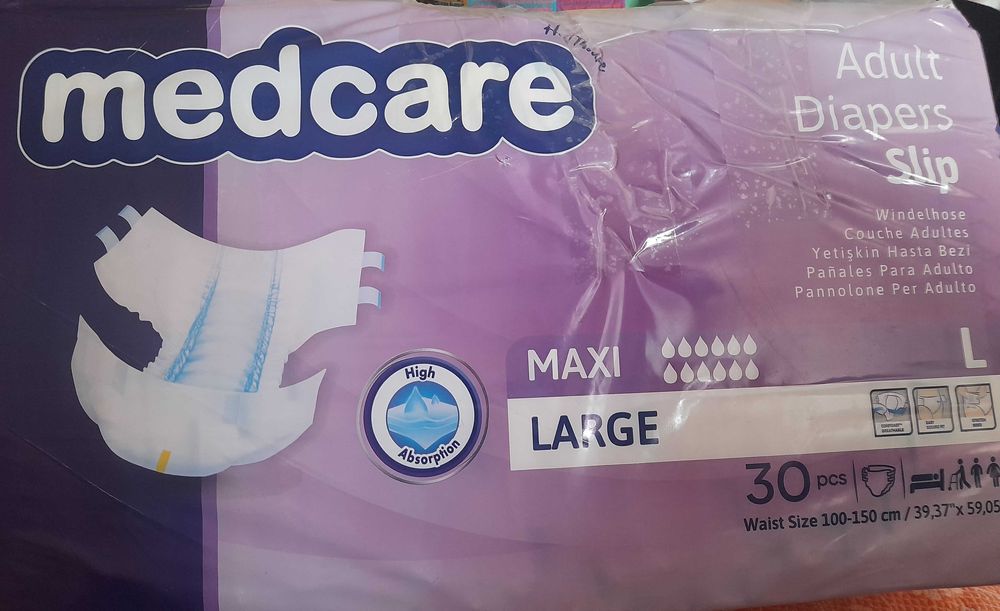 medcare
Adult
Diapers
Slip
Windelhose
Couche Adultes
Yetişkin Hasta Bezi
Pañales Para Adulto
Pannolone Per Adulto
High
Absorption
MAXI
L
LARGE
30 pcs
Waist Size 100-150 cm / 39,37"x 59,05